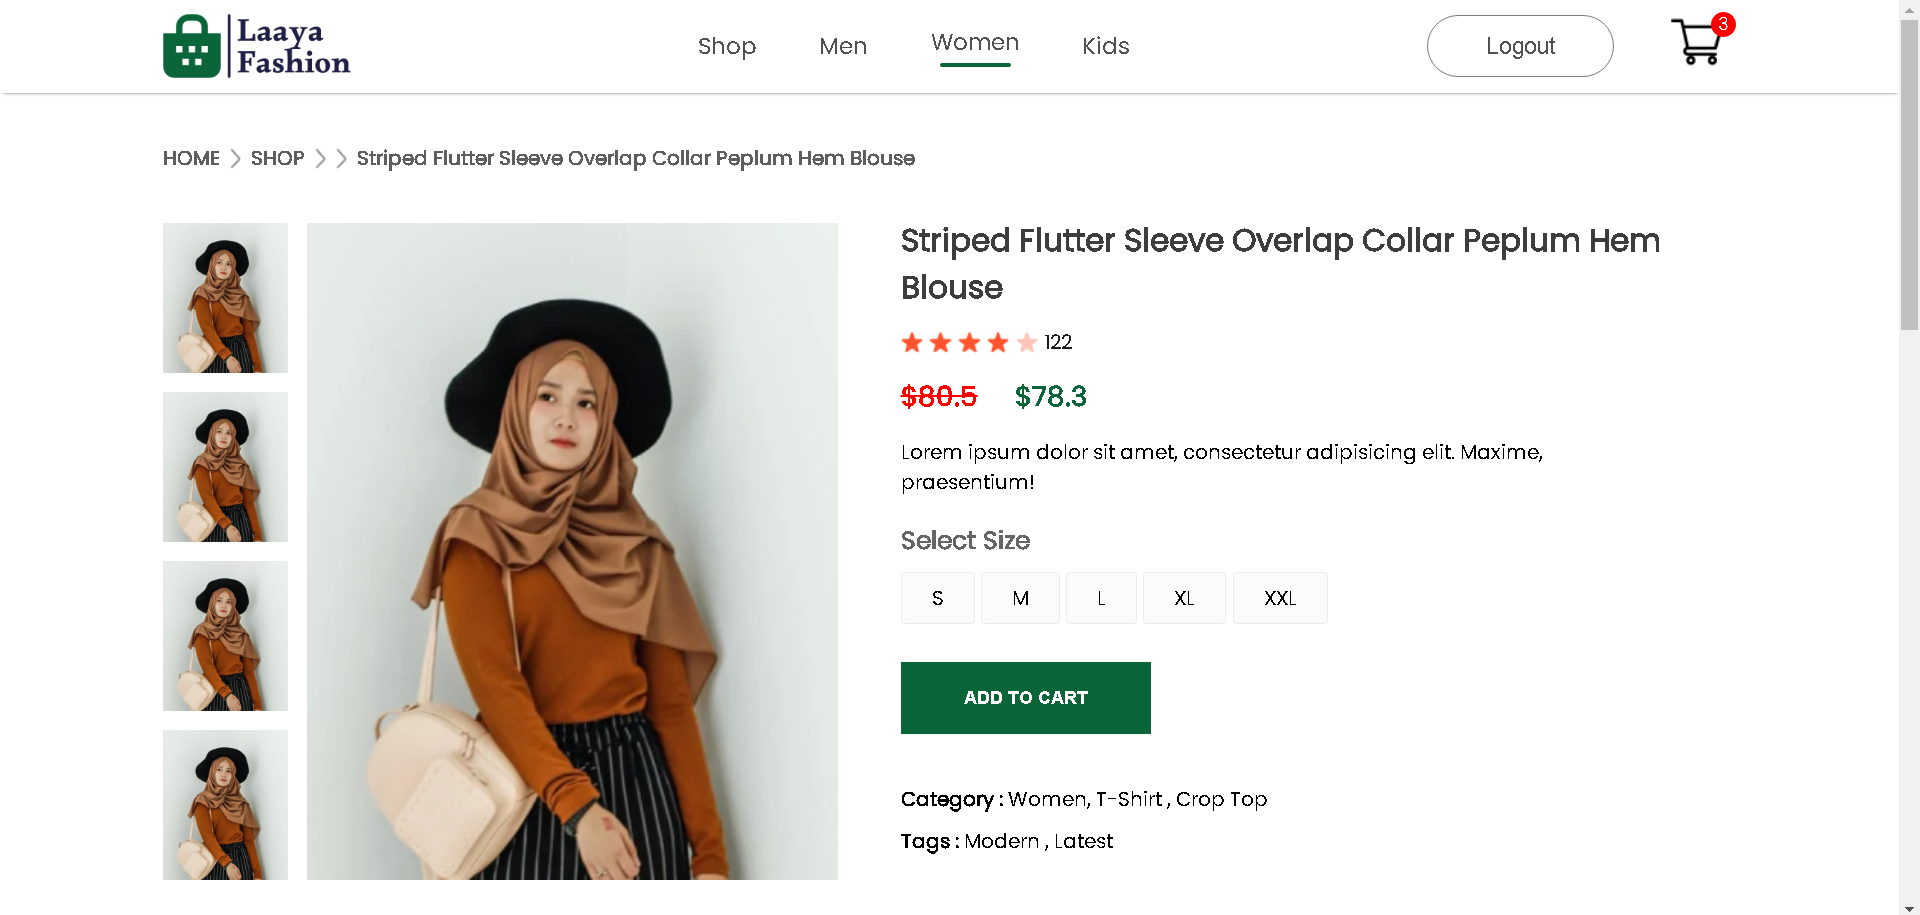 Laaya
Fashion
Shop
Men
Women
Kids
Logout
3
HOME
SHOP
Striped Flutter Sleeve Overlap Collar Peplum Hem Blouse
Striped Flutter Sleeve Overlap Collar Peplum Hem
Blouse
122
$80.5 $78.3
Lorem ipsum dolor sit amet, consectetur adipisicing elit. Maxime,
praesentium!
Select Size
S
M
L
XL
XXL
ADD TO CART
Category : Women, T-Shirt , Crop Top
Tags : Modern , Latest